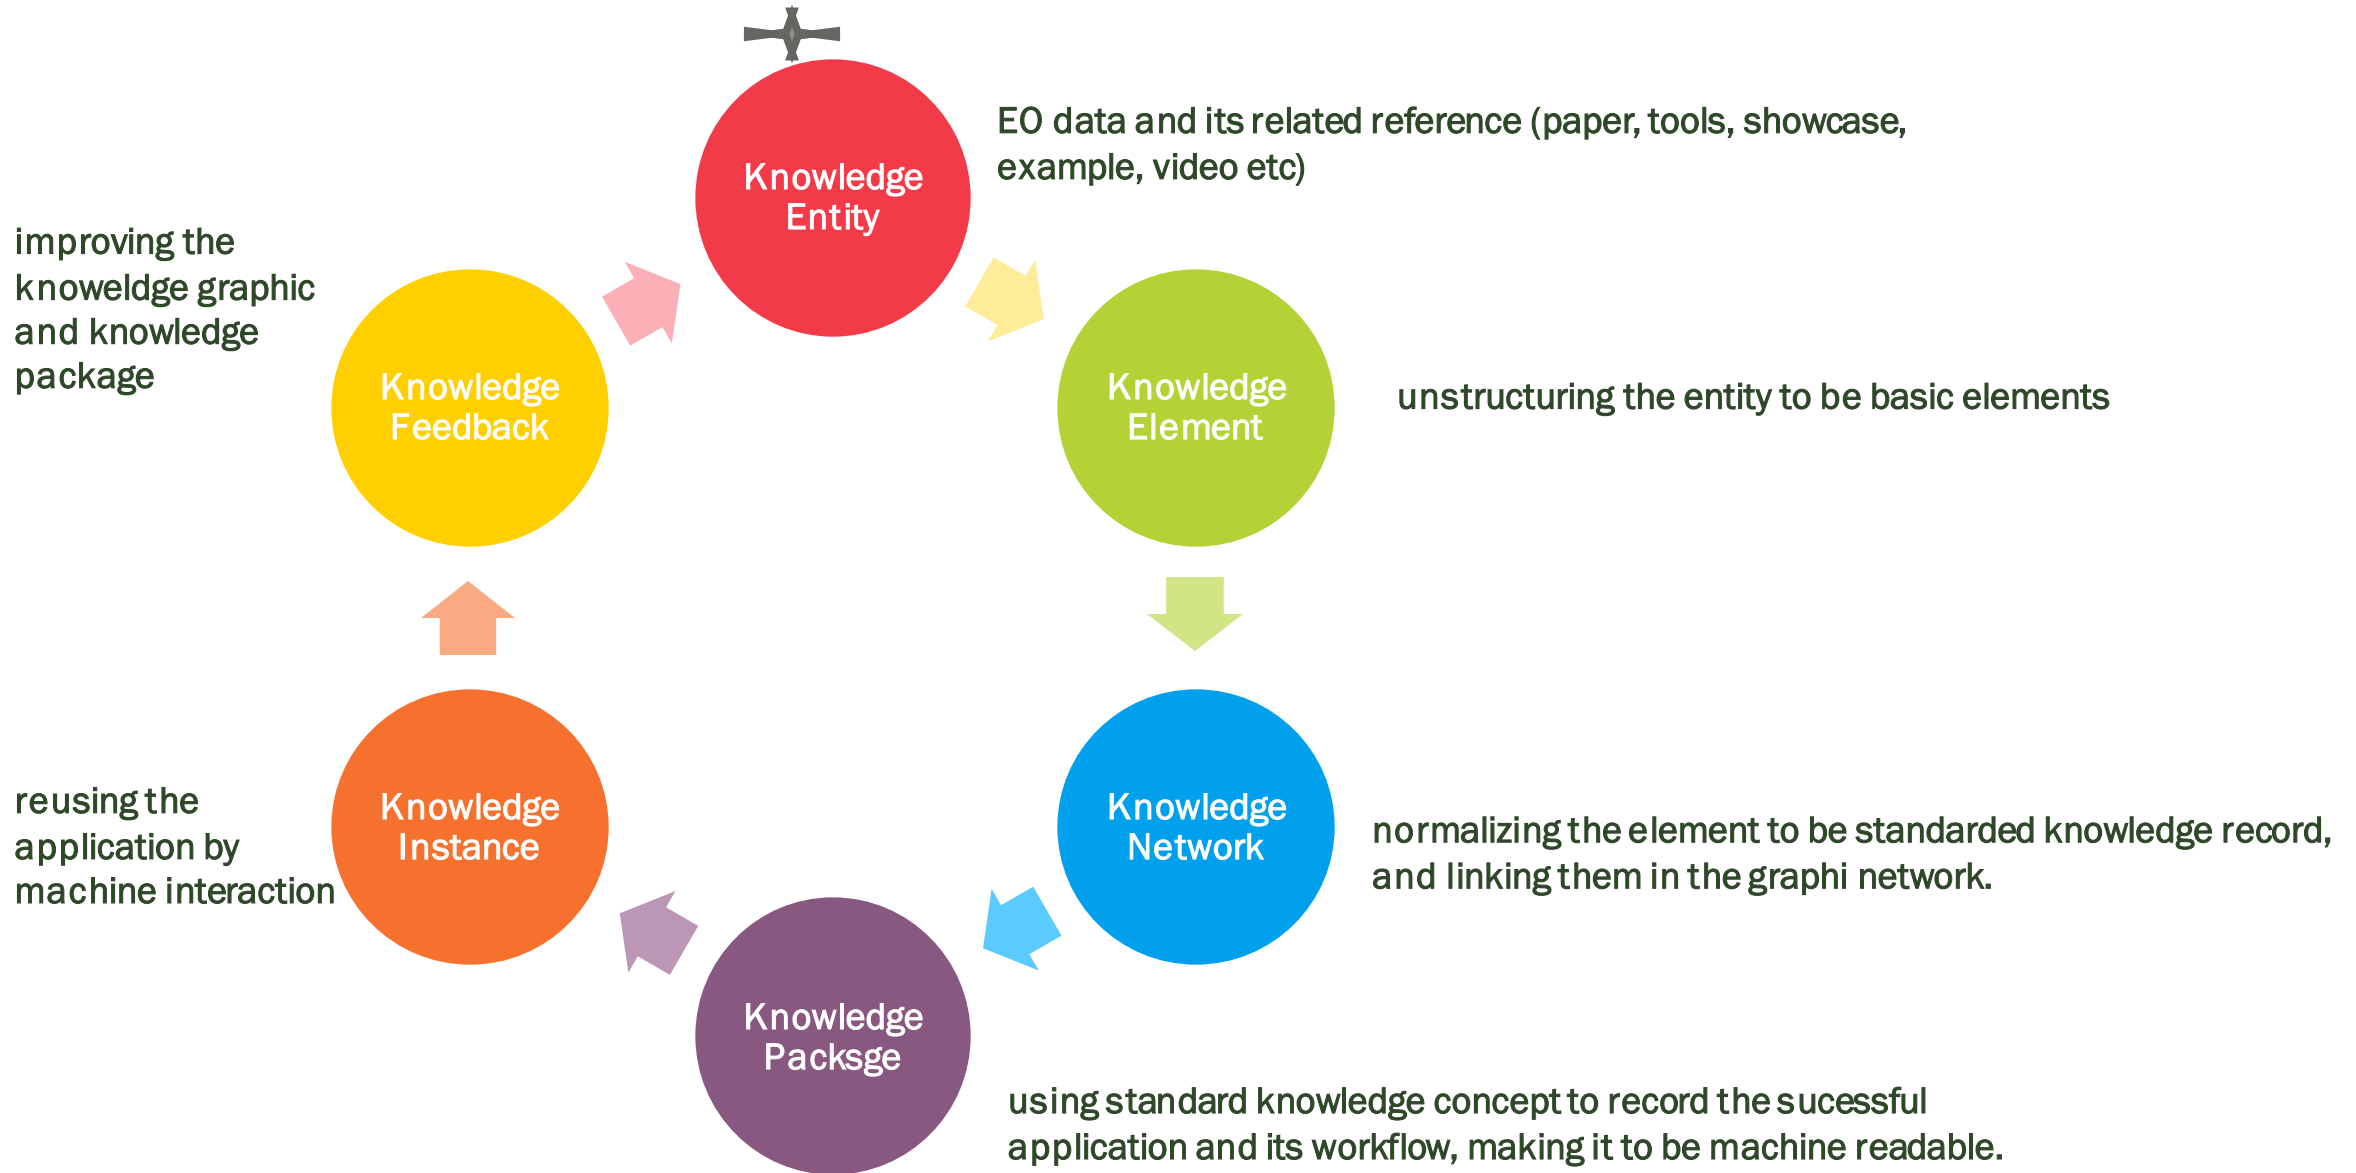 Knowledge
Entity
EO data and its related reference (paper, tools, showcase,
example, video etc)
Knowledge
Element
unstructuring the entity to be basic elements
Knowledge
Network
normalizing the element to be standarded knowledge record,
and linking them in the graphi network.
Knowledge
Packsge
using standard knowledge concept to record the sucessful
application and its workflow, making it to be machine readable.
Knowledge
Instance
reusing the
application by
machine interaction
Knowledge
Feedback
improving the
knoweldge graphic
and knowledge
package